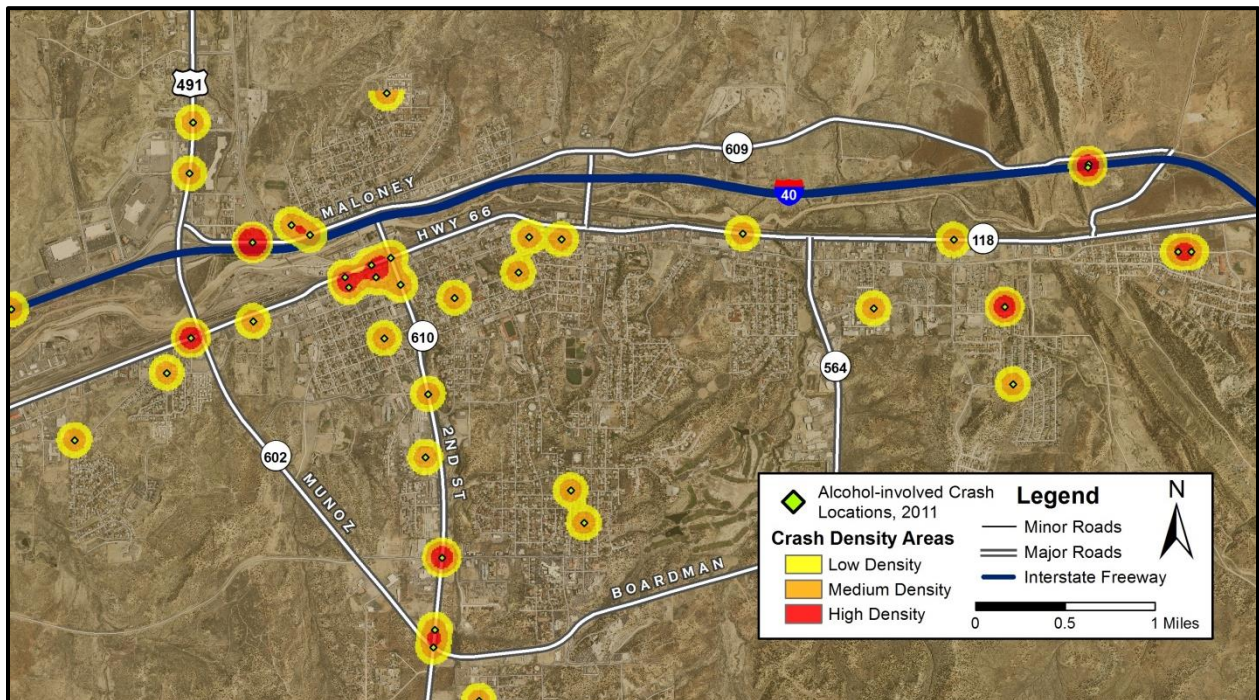 491
MALONEY
609
40
HWY 66
118
610
564
2ND ST
602
MUNOZ
BOARDMAN
Alcohol-involved Crash
Locations, 2011
Crash Density Areas
Low Density
Medium Density
High Density
Legend
Minor Roads
Major Roads
Interstate Freeway
0 0.5 1 Miles
N